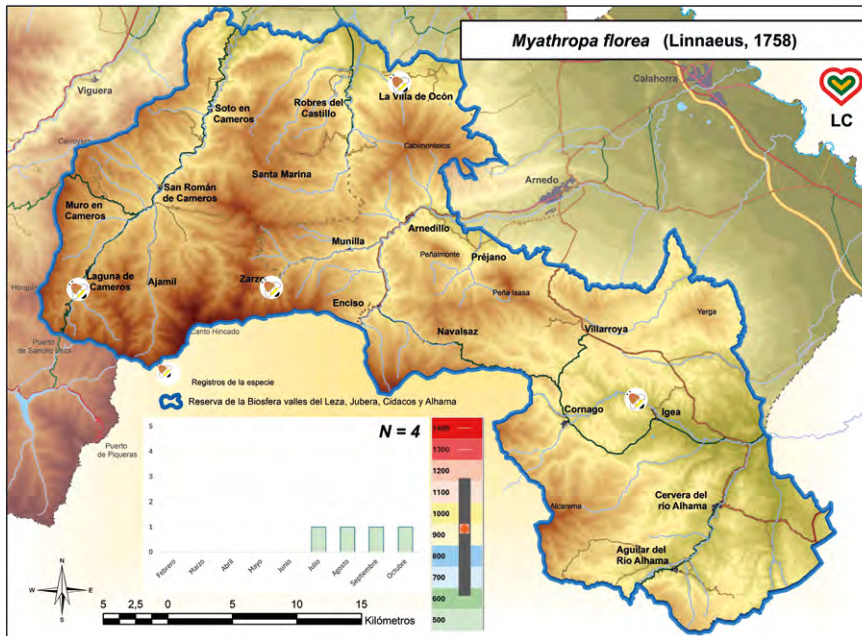 Myathropa florea (Linnaeus, 1758)
Calahorra
LC
Viguera
Soto en
Cameros
Robres del
Castillo
La Villa de Ocón
Cabimonteros
Arnedo
Santa Marina
San Román
de Cameros
Muro en
Cameros
Arnedillo
Munilla
Préjano
Peñalmonte
Laguna de
Cameros
Ajamil
Zarzo
Peña Isasa
Enciso
Yerga
Navalsaz
Villarroya
Canto Hincado
Puerto
Registros de la especie
Reserva de la Biosfera valles del Leza, Jubera, Cidacos y Alhama
Cornago
Igea
N = 4
5
4
3
2
1
0
Febrero
Marzo
Abril
Mayo
Junio
Julio
Agosto
Septiembre
Octubre
1400
1300
1200
1100
1000
900
800
700
600
500
Puerto
de Piqueras
Alcarama
Cervera del
río Alhama
Aguilar del
Río Alhama
N
W
E
S
5
2,5
0
5
10
15
Kilómetros